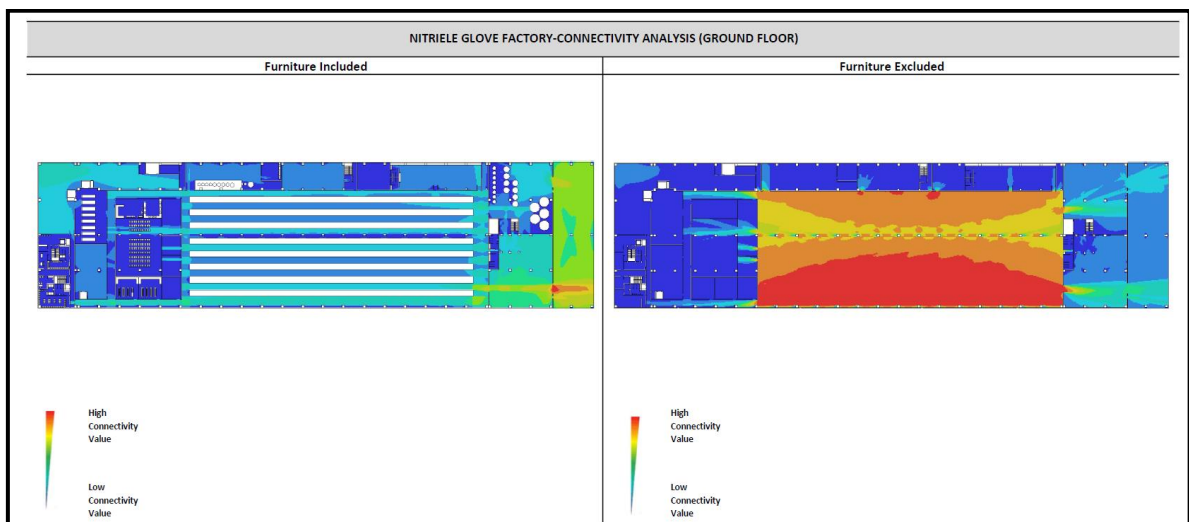 NITRIELE GLOVE FACTORY-CONNECTIVITY ANALYSIS (GROUND FLOOR)
Furniture Included
Furniture Excluded
High
Connectivity
Value
Low
Connectivity
Value
High
Connectivity
Value
Low
Connectivity
Value